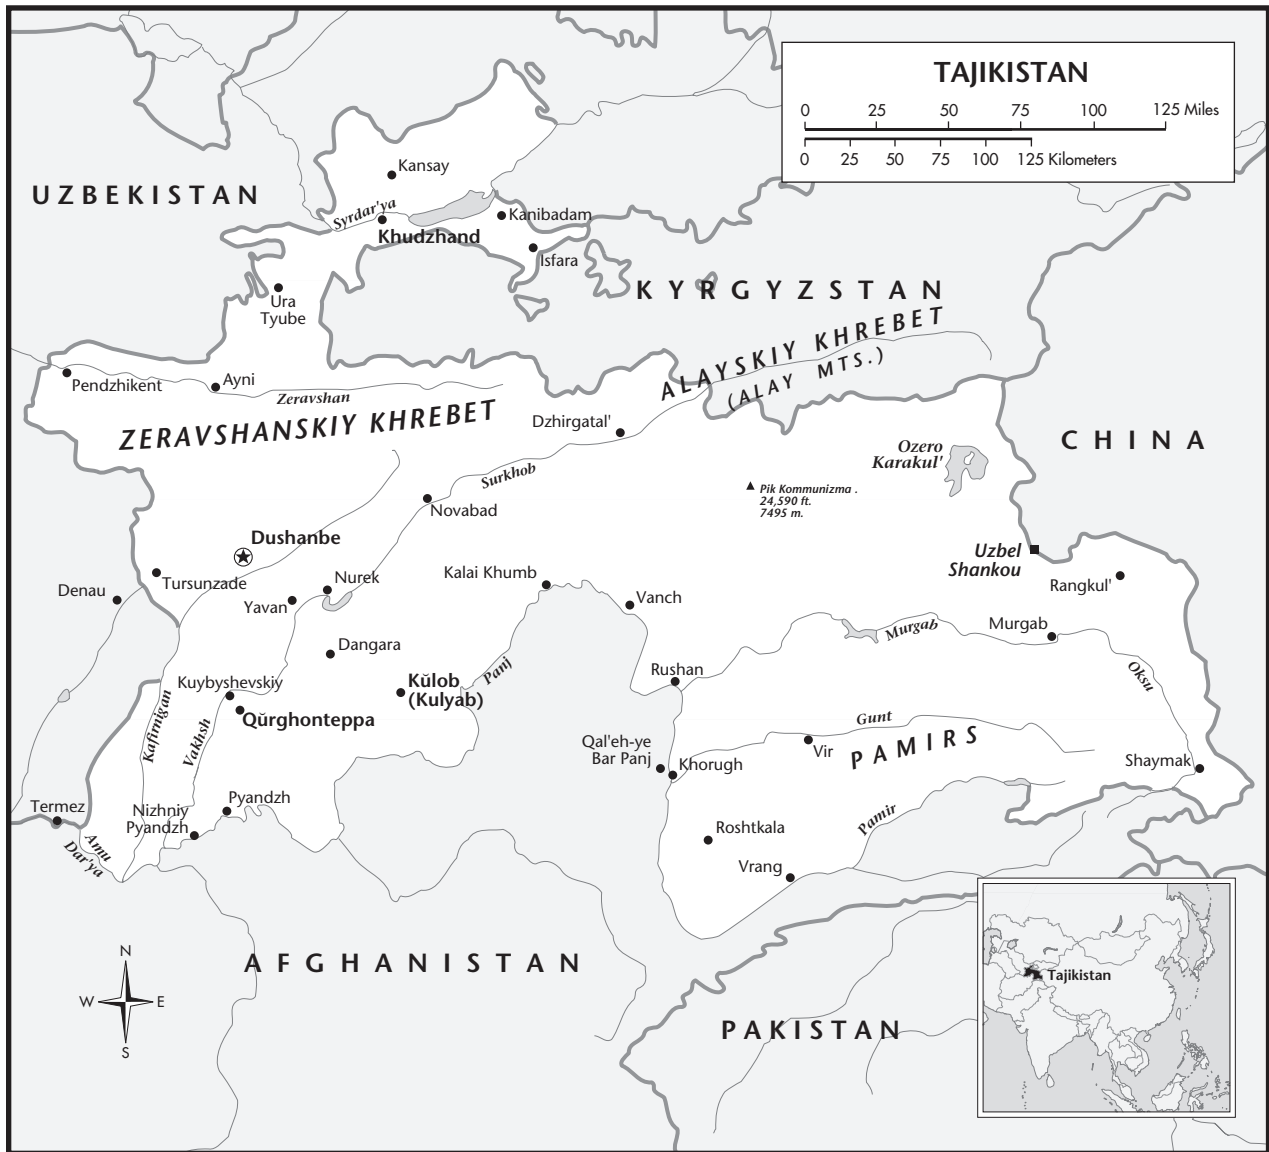 TAJIKISTAN
0 25 50 75 100 125 Miles
0 25 50 75 100 125 Kilometers
UZBEKISTAN
Kansay
Syrdar'ya
Kanibadam
Khudzhand
Isfara
KYRGYZSTAN
Ura
Tyube
ALAYSKIY KHREBET
(ALAY MTS.)
Pendzhikent
Ayni
Zeravshan
ZERAVSHANSKIY KHREBET
Dzhirgatal'
CHINA
Ozero
Karakul'
Surkhob
Pik Kommunizma .
24,590 ft.
7495 m.
Novabad
Dushanbe
Uzbel
Shankou
Tursunzade
Nurek
Kalai Khumb
Rangkul'
Denau
Yavan
Vanch
Murgab
Murgab
Dangara
Panj
Rushan
Oksu
Kuybyshevskiy
Kŭlob
(Kulyab)
Kafirnigan
Vakhsh
Qŭrghonteppa
Gunt
Qal'eh-ye
Bar Panj
Khorugh
Vir
PAMIRS
Shaymak
Termez
Nizhniy
Pyandzh
Pyandzh
Amu
Dar'ya
Roshtkala
Pamir
Vrang
AFGHANISTAN
N
W E
S
PAKISTAN
Tajikistan